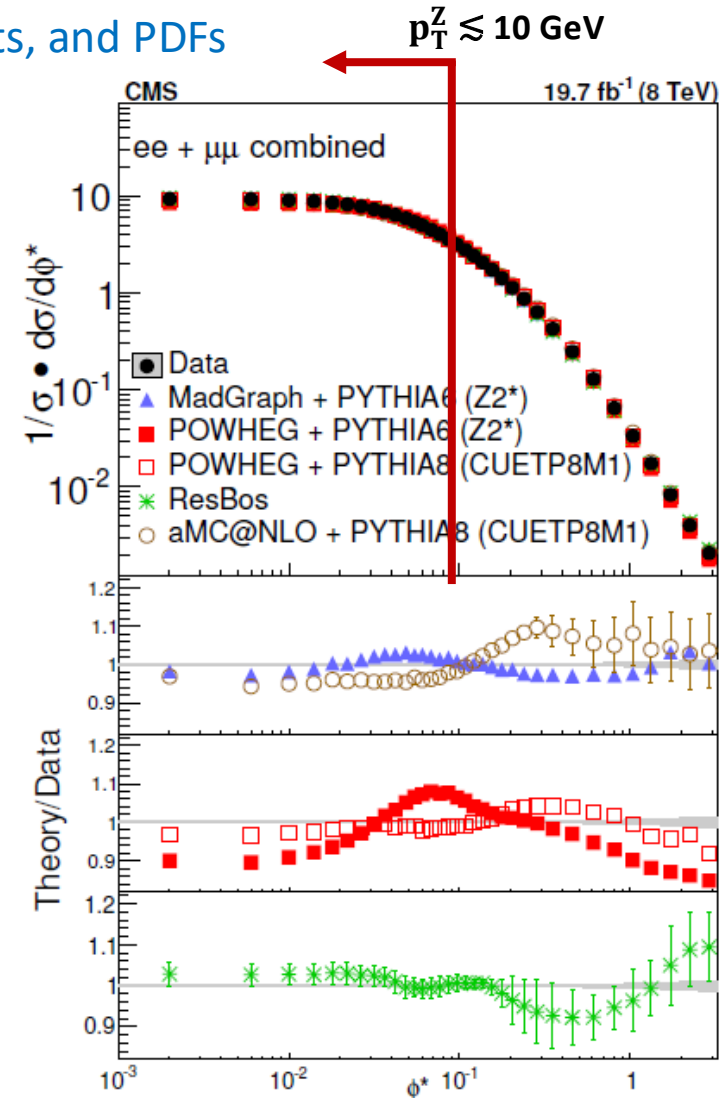 ts, and PDFs
p_T^Z ≲ 10 GeV
CMS 19.7 fb⁻¹ (8 TeV)
ee + μμ combined
10
1
10⁻¹
10⁻²
1/σ • dσ/dϕ*
Data
MadGraph + PYTHIA6 (Z2*)
POWHEG + PYTHIA6 (Z2*)
POWHEG + PYTHIA8 (CUETP8M1)
ResBos
aMC@NLO + PYTHIA8 (CUETP8M1)
1.2
1.1
1
0.9
1.2
1.1
1
0.9
Theory/Data
1.2
1.1
1
0.9
10⁻³ 10⁻² ϕ* 10⁻¹ 1